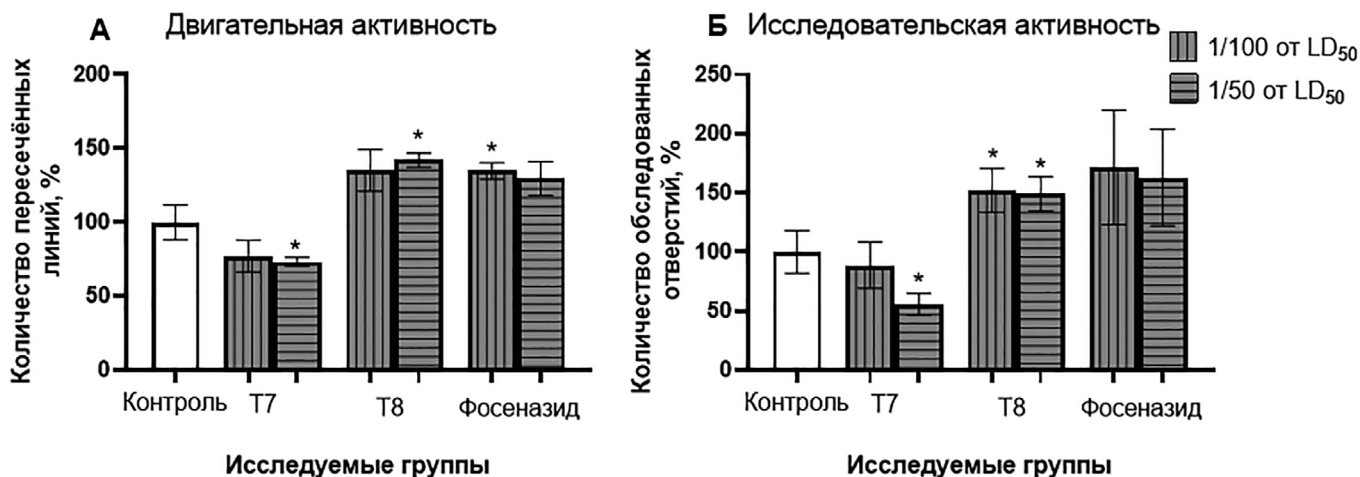 А Двигательная активность
Количество пересечённых
линий, %
200
150
100
50
0
*
*
*
Контроль Т7 Т8 Фосеназид
Исследуемые группы
Б Исследовательская активность
Количество обследованных
отверстий, %
250
200
150
100
50
0
*
*
*
Контроль Т7 Т8 Фосеназид
Исследуемые группы
1/100 от LD50
1/50 от LD50